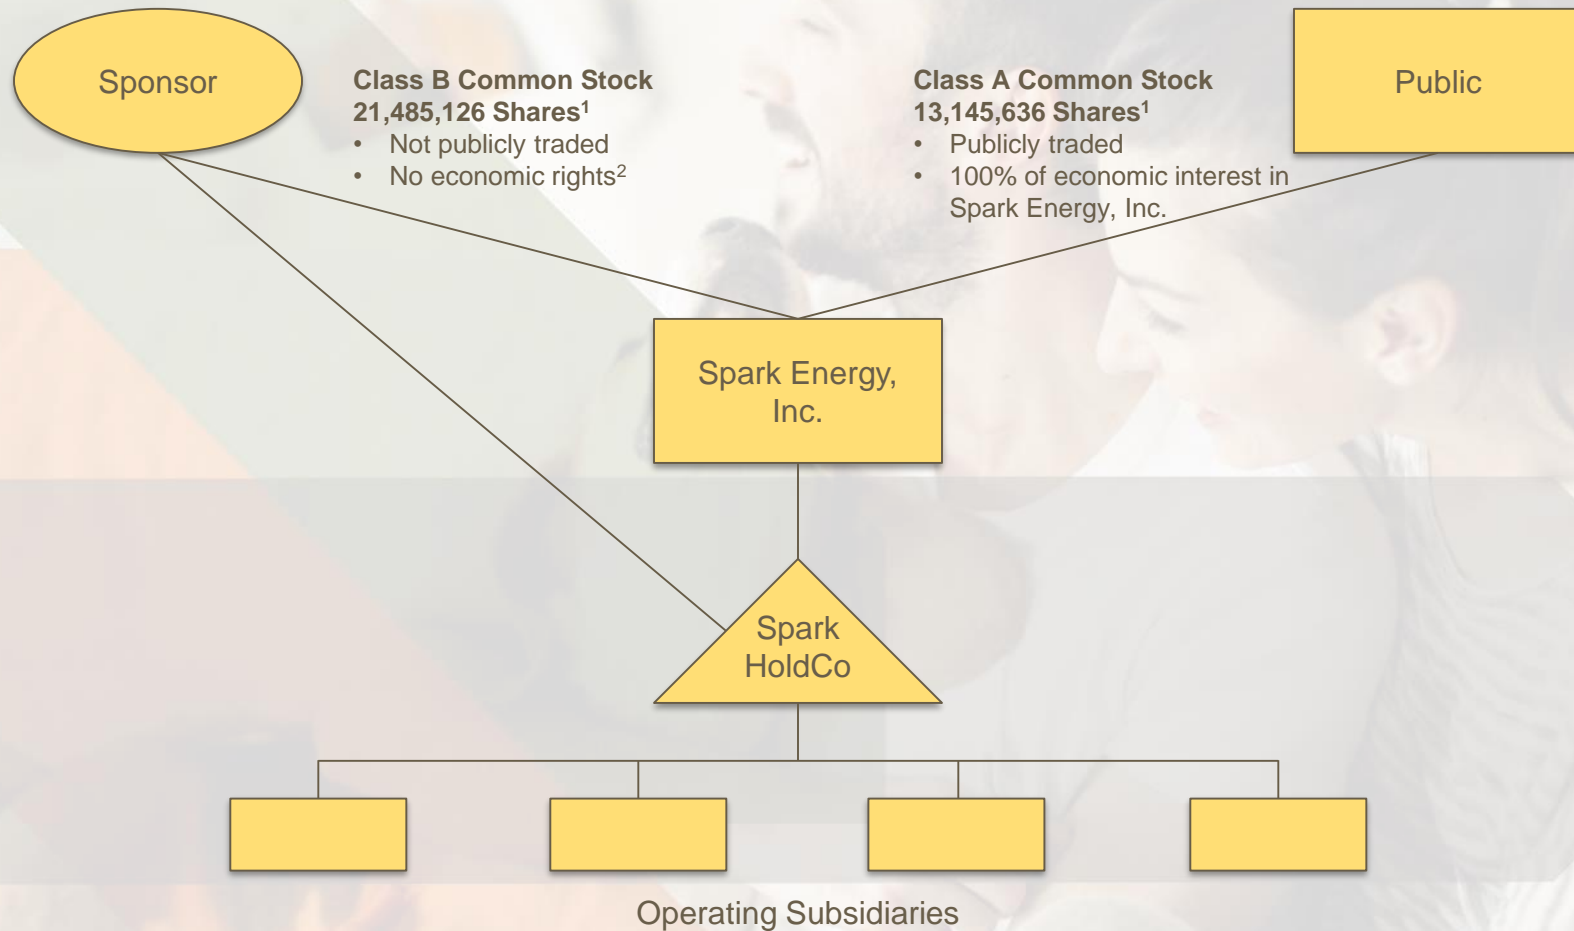 Sponsor
Class B Common Stock
21,485,126 Shares¹
• Not publicly traded
• No economic rights²
Class A Common Stock
13,145,636 Shares¹
• Publicly traded
• 100% of economic interest in
Spark Energy, Inc.
Public
Spark Energy,
Inc.
Spark
HoldCo
Operating Subsidiaries